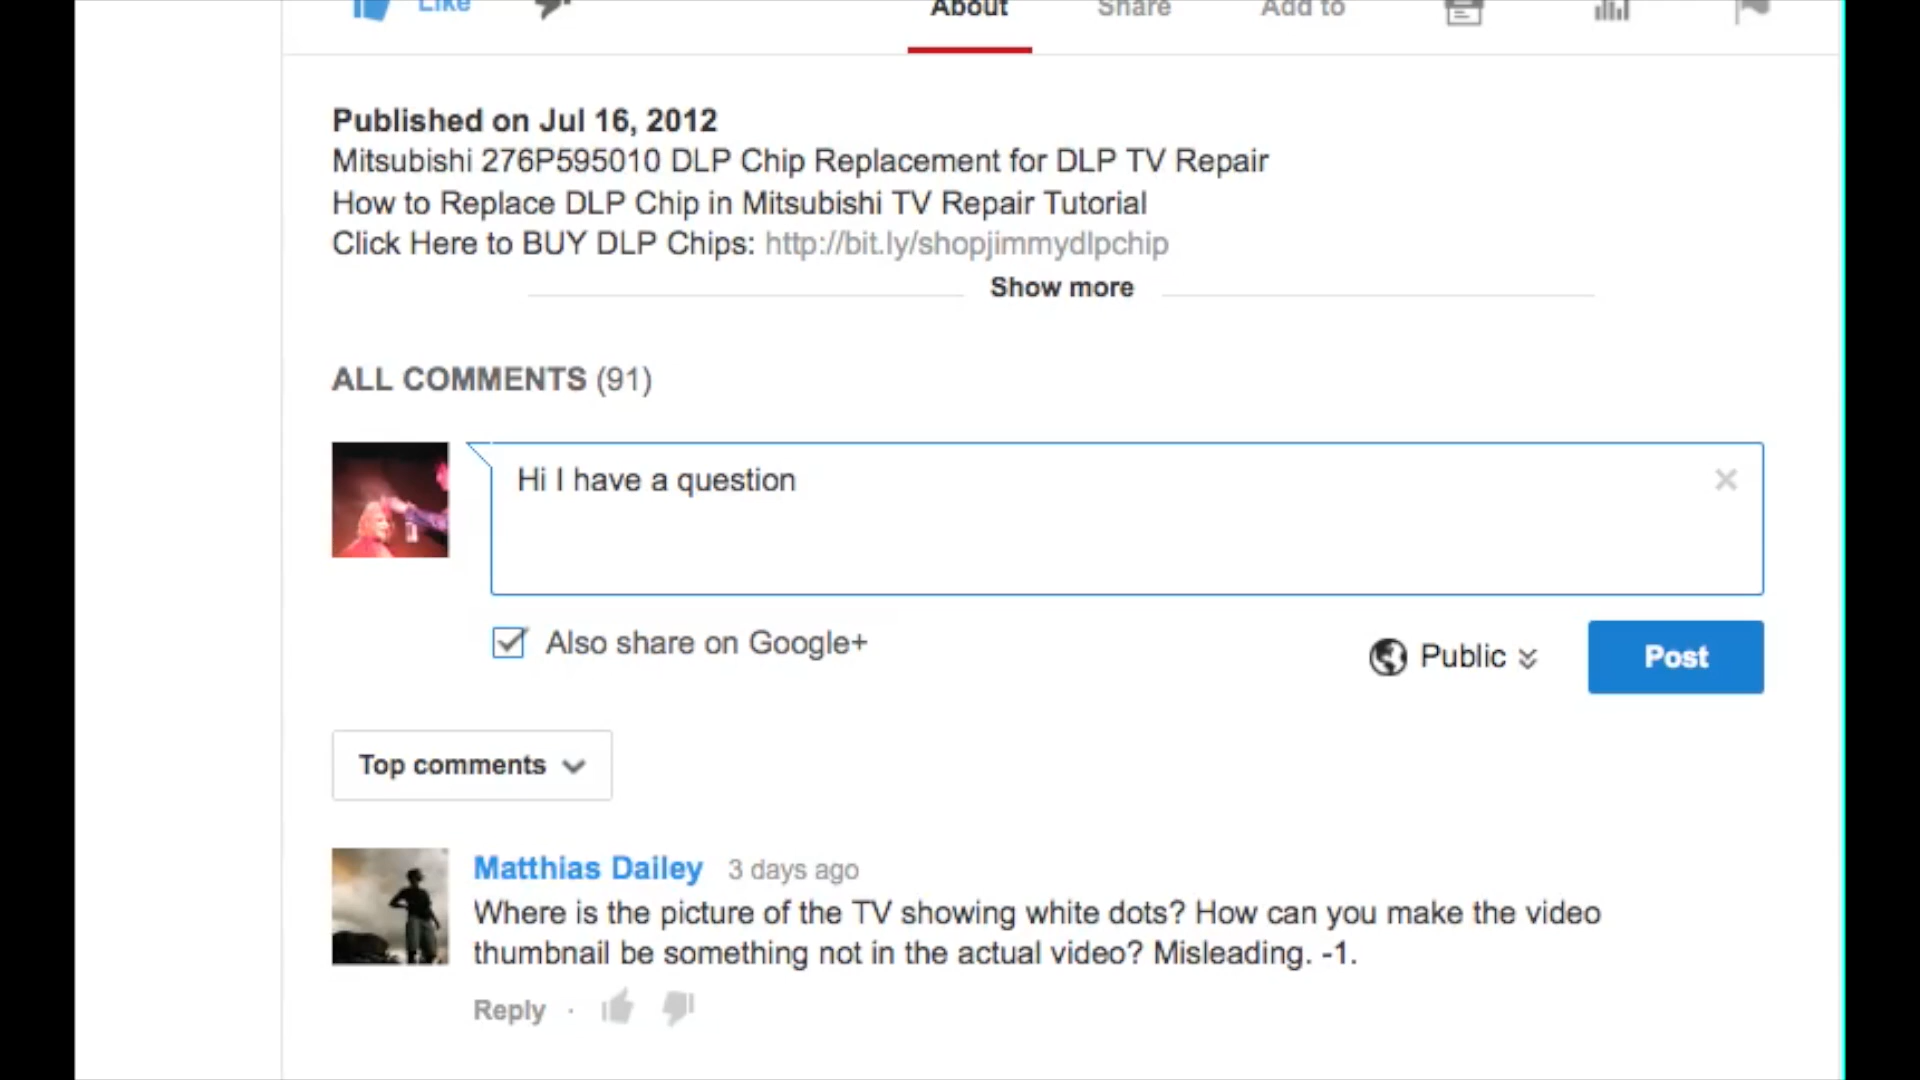 Like About Share Add to
Published on Jul 16, 2012
Mitsubishi 276P595010 DLP Chip Replacement for DLP TV Repair
How to Replace DLP Chip in Mitsubishi TV Repair Tutorial
Click Here to BUY DLP Chips: http://bit.ly/shopjimmydlpchip
Show more
ALL COMMENTS (91)
Hi I have a question
Also share on Google+
Public
Post
Top comments
Matthias Dailey 3 days ago
Where is the picture of the TV showing white dots? How can you make the video
thumbnail be something not in the actual video? Misleading. -1.
Reply